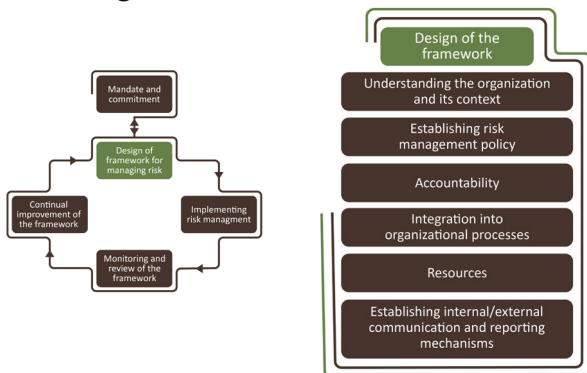 Mandate and
commitment
Design of
framework for
managing risk
Continual
improvement of
the framework
Implementing
risk managment
Monitoring and
review of the
framework
Design of the
framework
Understanding the organization
and its context
Establishing risk
management policy
Accountability
Integration into
organizational processes
Resources
Establishing internal/external
communication and reporting
mechanisms